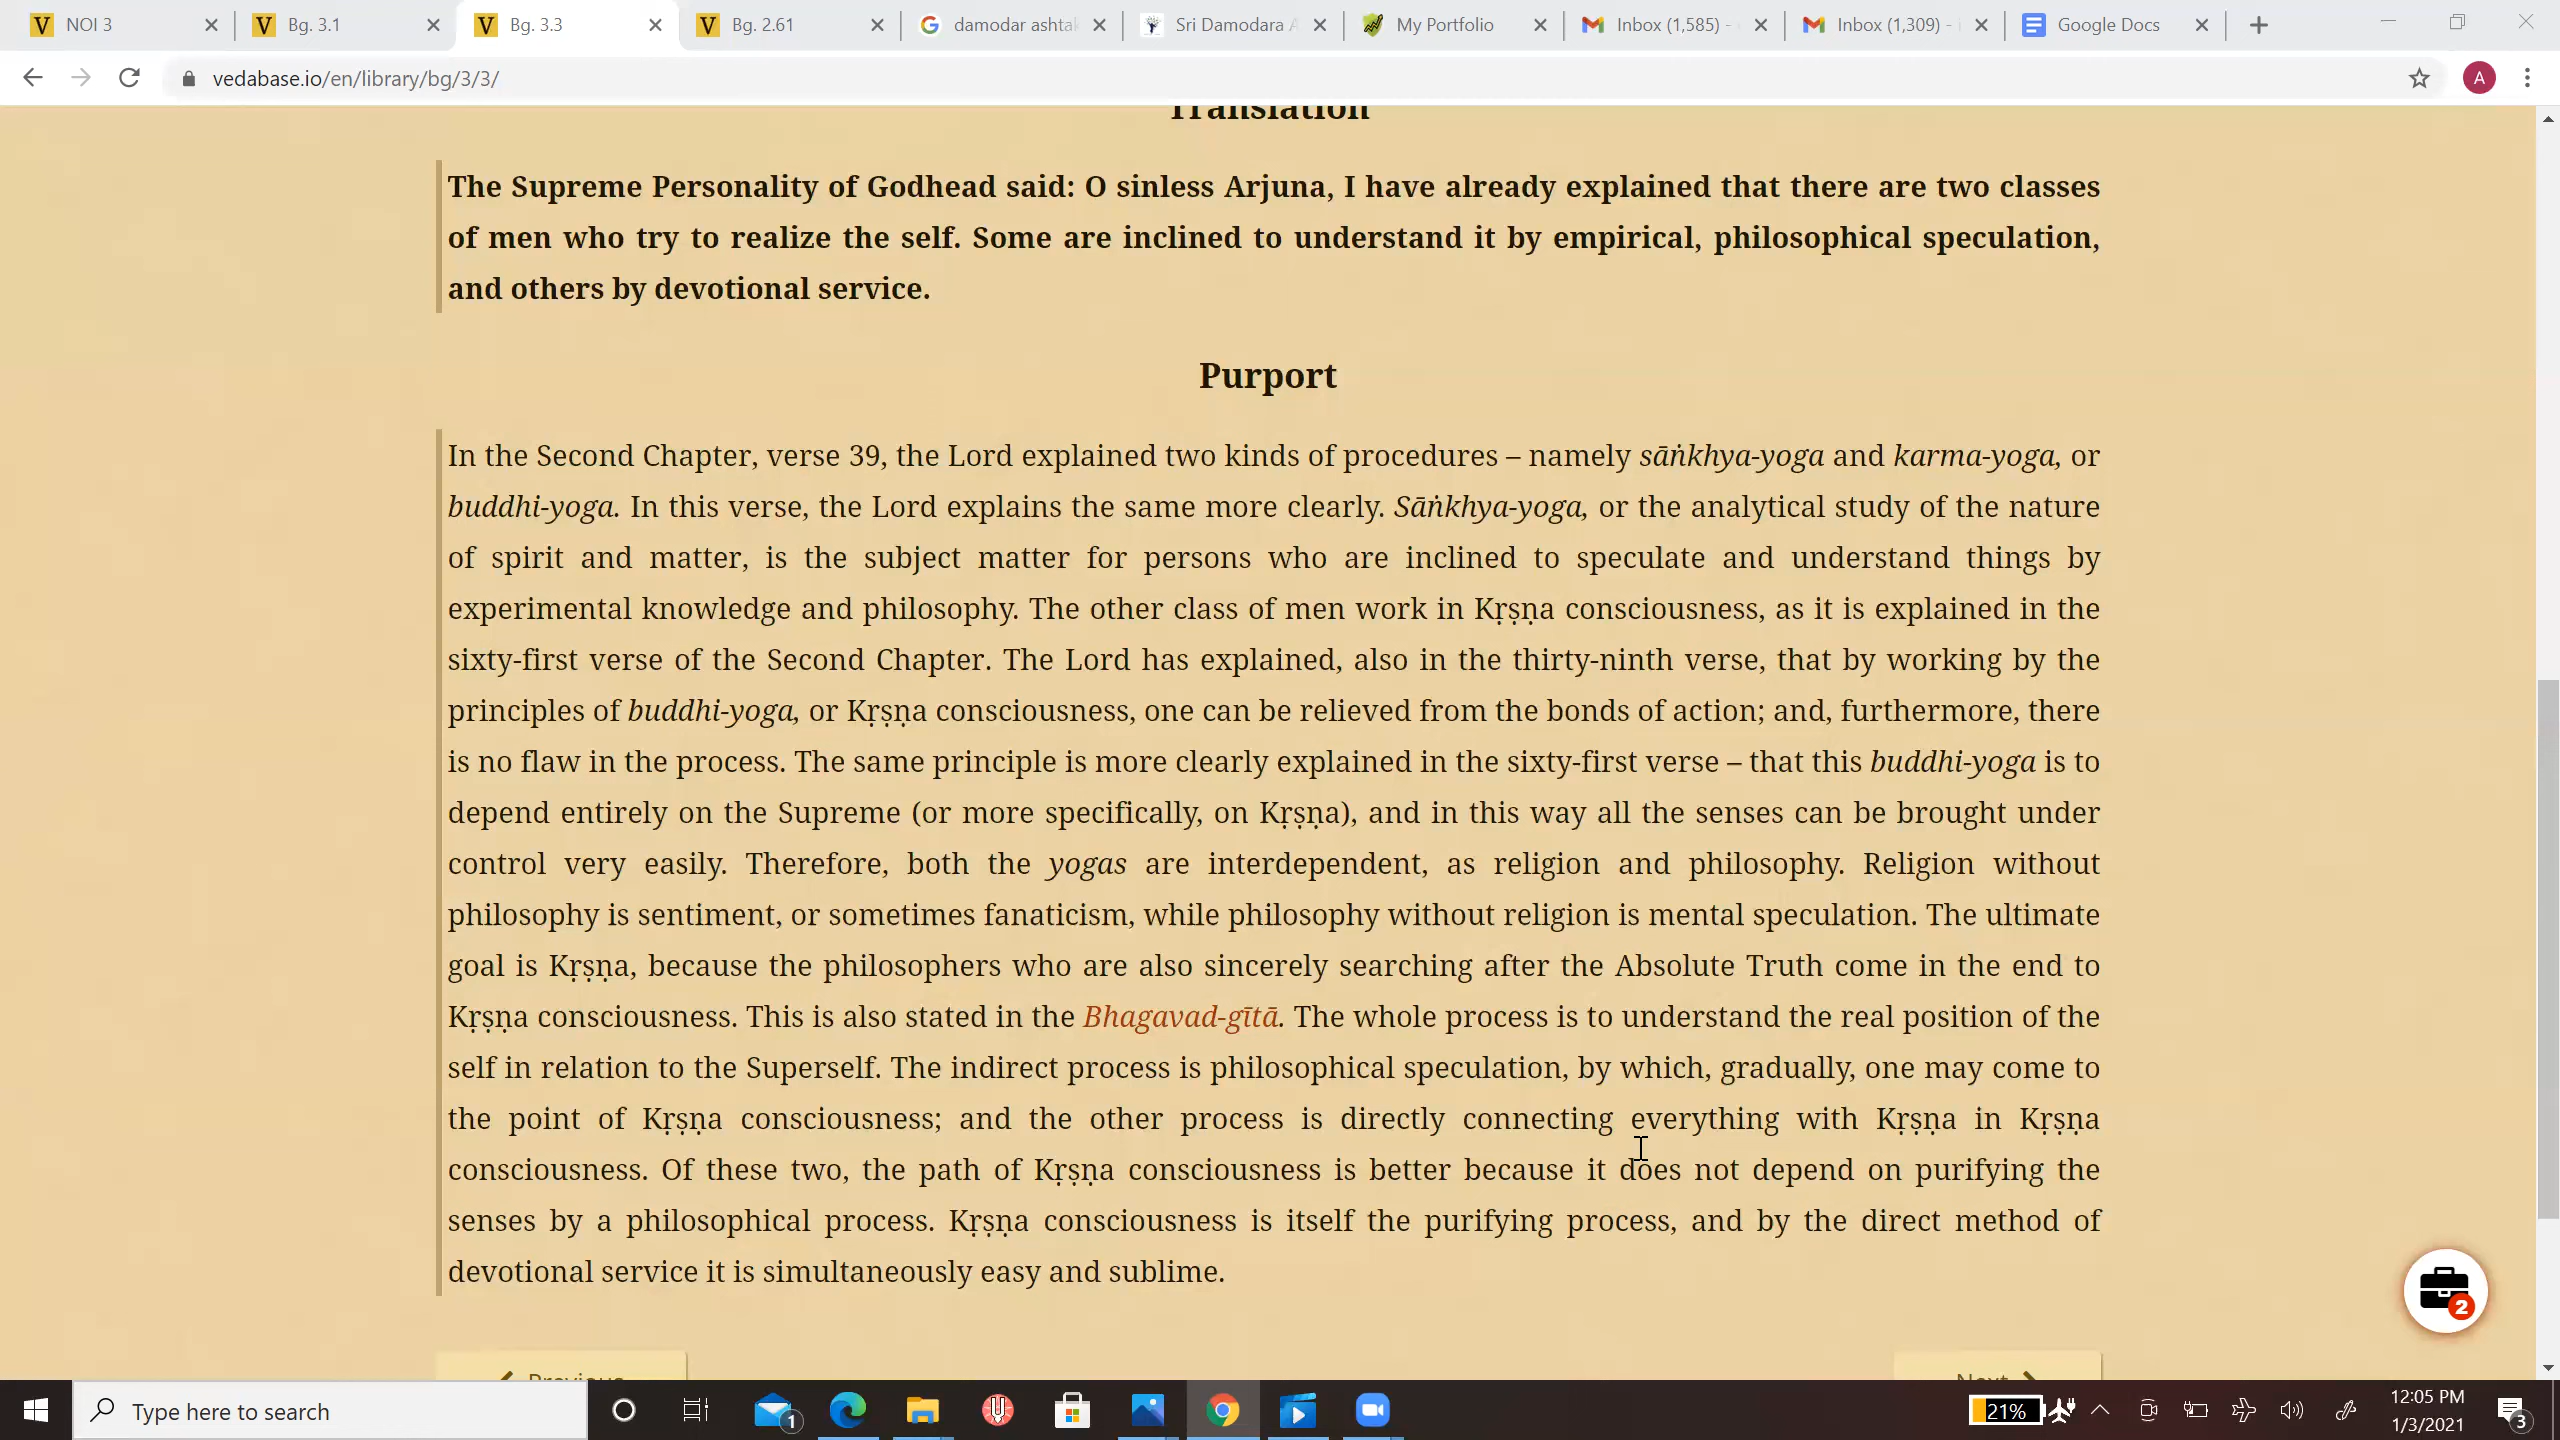 NOI 3
Bg. 3.1
Bg. 3.3
Bg. 2.61
damodar ashtak
Sri Damodara A
My Portfolio
Inbox (1,585) -
Inbox (1,309) -
Google Docs
vedabase.io/en/library/bg/3/3/
A
Translation
The Supreme Personality of Godhead said: O sinless Arjuna, I have already explained that there are two classes
of men who try to realize the self. Some are inclined to understand it by empirical, philosophical speculation,
and others by devotional service.
Purport
In the Second Chapter, verse 39, the Lord explained two kinds of procedures – namely sāṅkhya-yoga and karma-yoga, or
buddhi-yoga. In this verse, the Lord explains the same more clearly. Sāṅkhya-yoga, or the analytical study of the nature
of spirit and matter, is the subject matter for persons who are inclined to speculate and understand things by
experimental knowledge and philosophy. The other class of men work in Kṛṣṇa consciousness, as it is explained in the
sixty-first verse of the Second Chapter. The Lord has explained, also in the thirty-ninth verse, that by working by the
principles of buddhi-yoga, or Kṛṣṇa consciousness, one can be relieved from the bonds of action; and, furthermore, there
is no flaw in the process. The same principle is more clearly explained in the sixty-first verse – that this buddhi-yoga is to
depend entirely on the Supreme (or more specifically, on Kṛṣṇa), and in this way all the senses can be brought under
control very easily. Therefore, both the yogas are interdependent, as religion and philosophy. Religion without
philosophy is sentiment, or sometimes fanaticism, while philosophy without religion is mental speculation. The ultimate
goal is Kṛṣṇa, because the philosophers who are also sincerely searching after the Absolute Truth come in the end to
Kṛṣṇa consciousness. This is also stated in the Bhagavad-gītā. The whole process is to understand the real position of the
self in relation to the Superself. The indirect process is philosophical speculation, by which, gradually, one may come to
the point of Kṛṣṇa consciousness; and the other process is directly connecting everything with Kṛṣṇa in Kṛṣṇa
consciousness. Of these two, the path of Kṛṣṇa consciousness is better because it does not depend on purifying the
senses by a philosophical process. Kṛṣṇa consciousness is itself the purifying process, and by the direct method of
devotional service it is simultaneously easy and sublime.
2
Previous
Next
Type here to search
1
21%
12:05 PM
1/3/2021
3